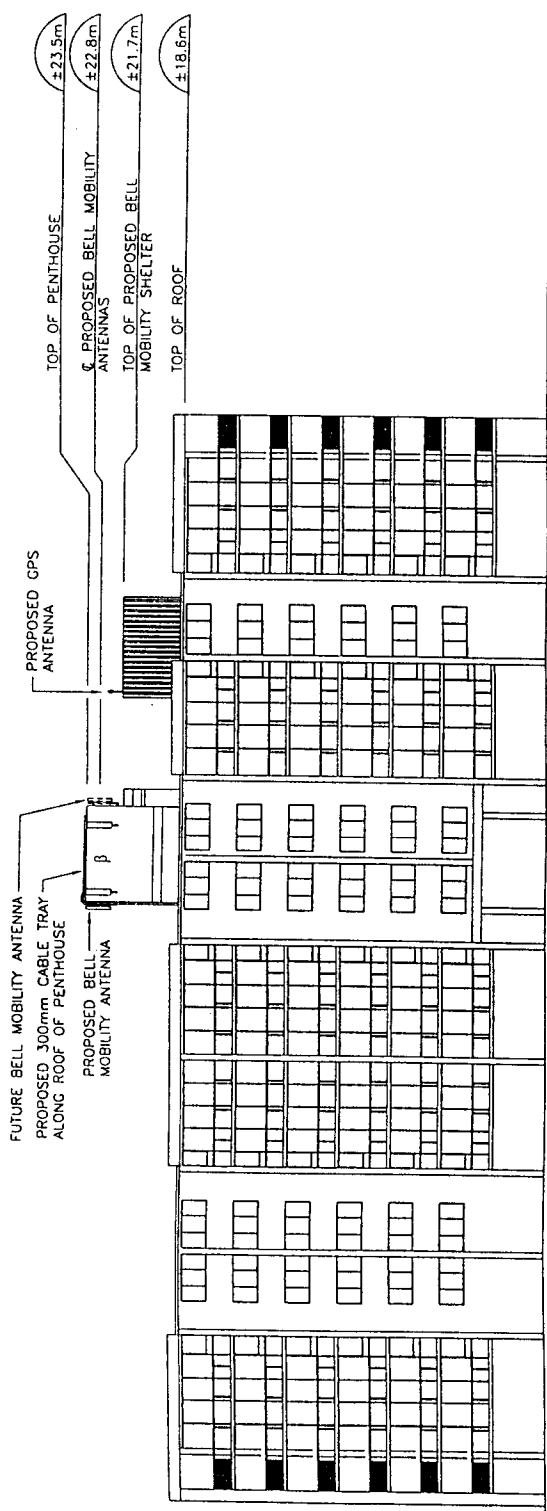 FUTURE BELL MOBILITY ANTENNA
PROPOSED 300mm CABLE TRAY
ALONG ROOF OF PENTHOUSE
PROPOSED BELL
MOBILITY ANTENNA
β
PROPOSED GPS
ANTENNA
TOP OF PENTHOUSE
±23.5m
℄ PROPOSED BELL MOBILITY
ANTENNAS
±22.8m
TOP OF PROPOSED BELL
MOBILITY SHELTER
±21.7m
TOP OF ROOF
±18.6m